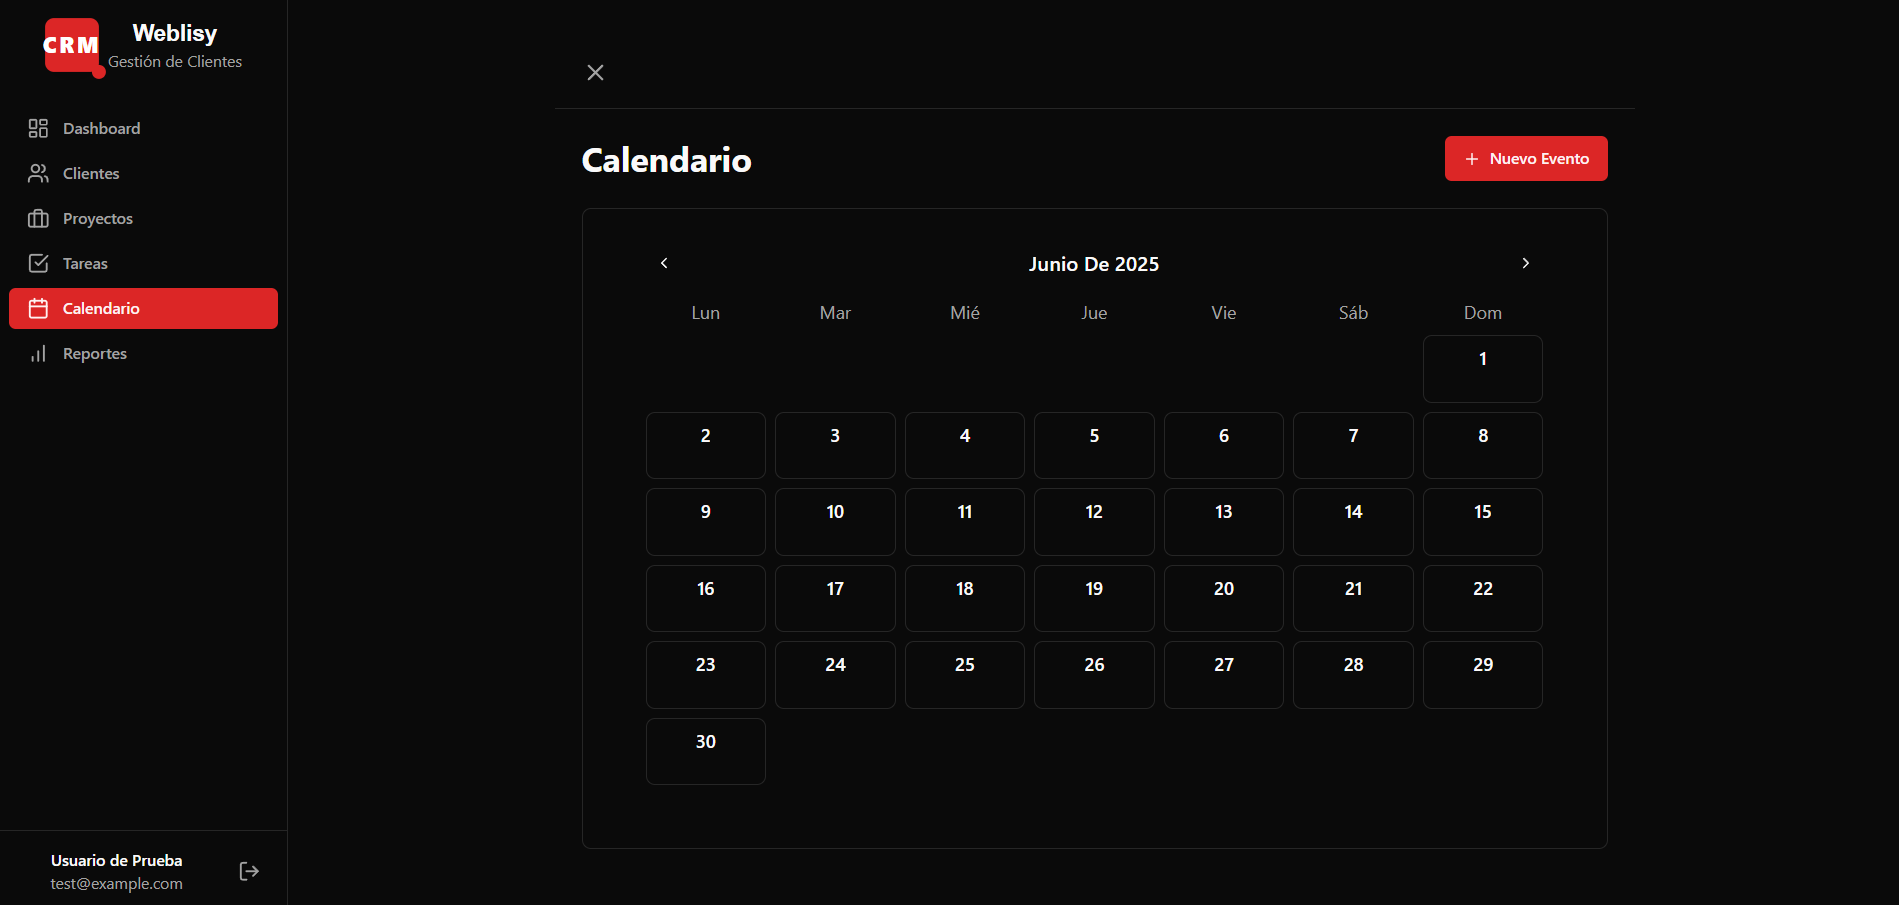 CRM
Weblisy
Gestión de Clientes
Dashboard
Clientes
Proyectos
Tareas
Calendario
Reportes
Usuario de Prueba
test@example.com
Calendario
+ Nuevo Evento
Junio De 2025
Lun Mar Mié Jue Vie Sáb Dom
1
2 3 4 5 6 7 8
9 10 11 12 13 14 15
16 17 18 19 20 21 22
23 24 25 26 27 28 29
30